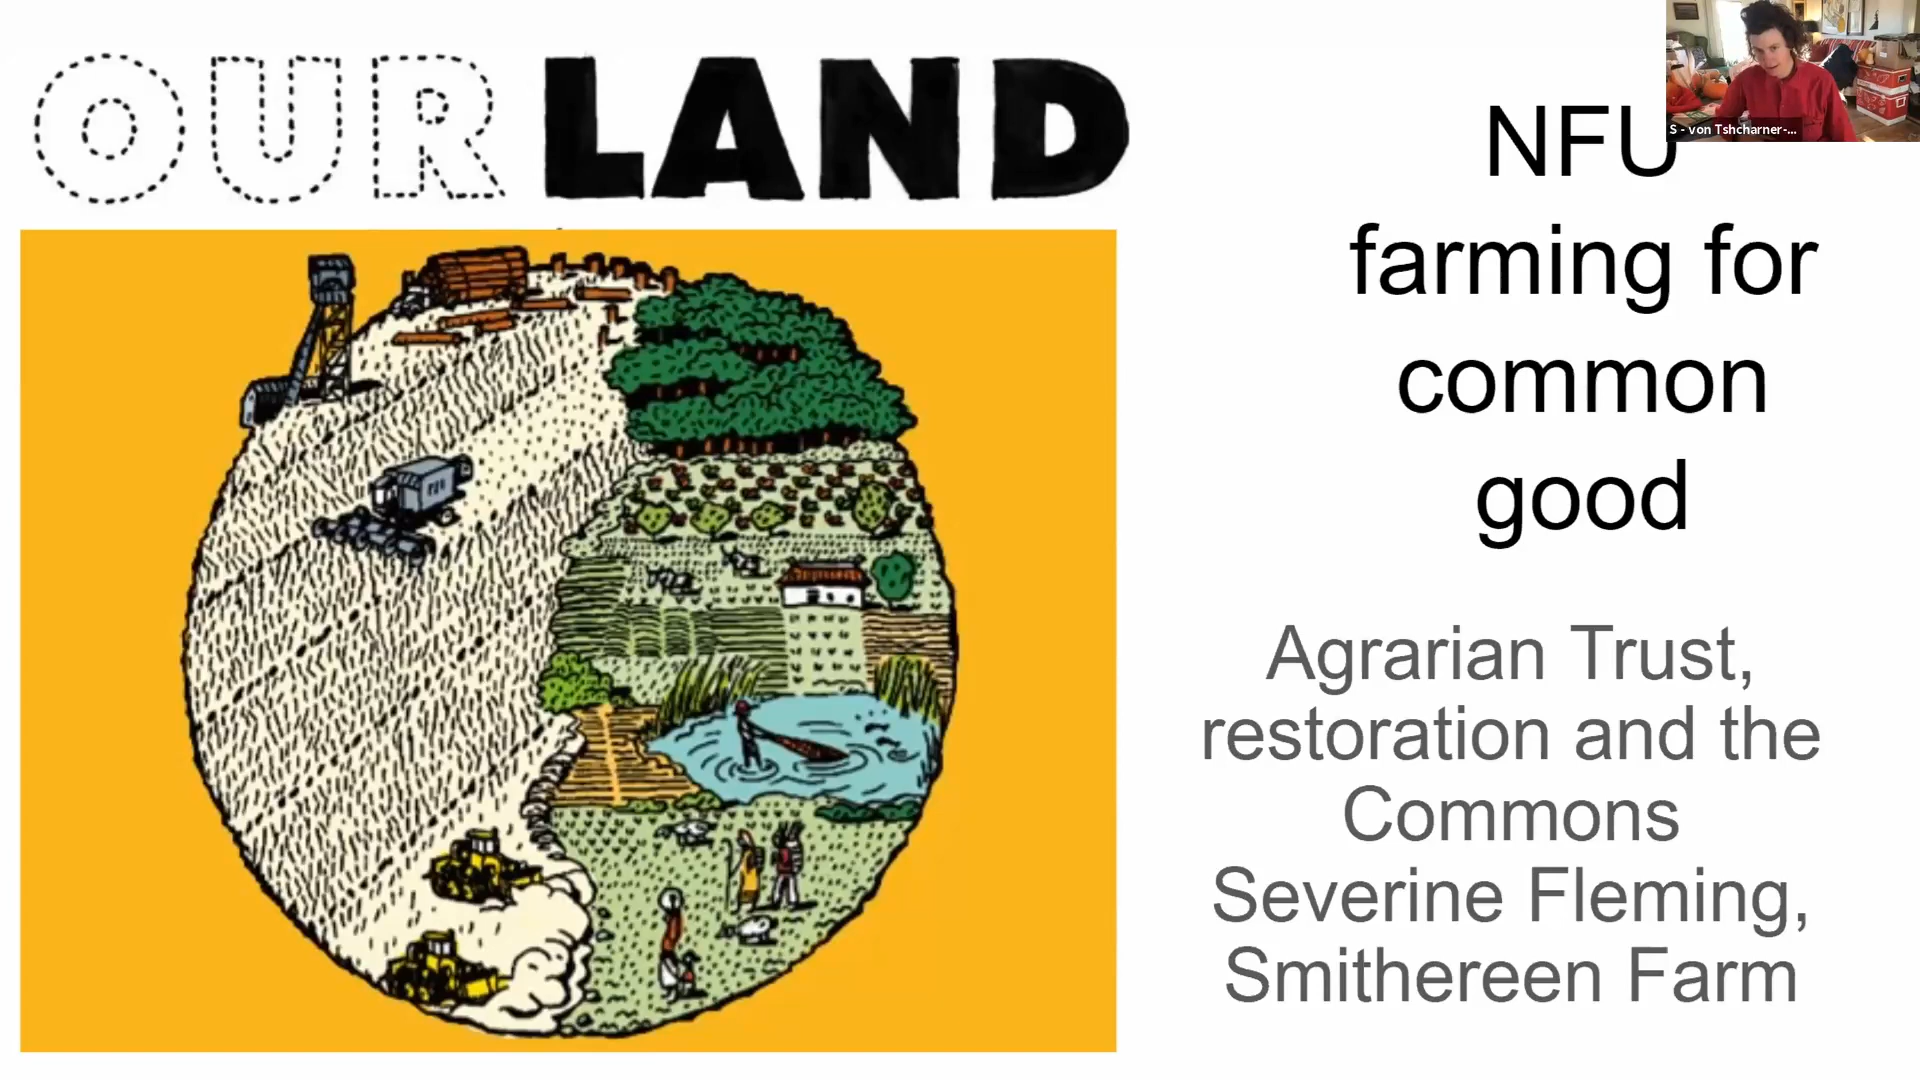 OUR LAND
S - von Tshcharner-...
NFU
farming for
common
good
Agrarian Trust,
restoration and the
Commons
Severine Fleming,
Smithereen Farm